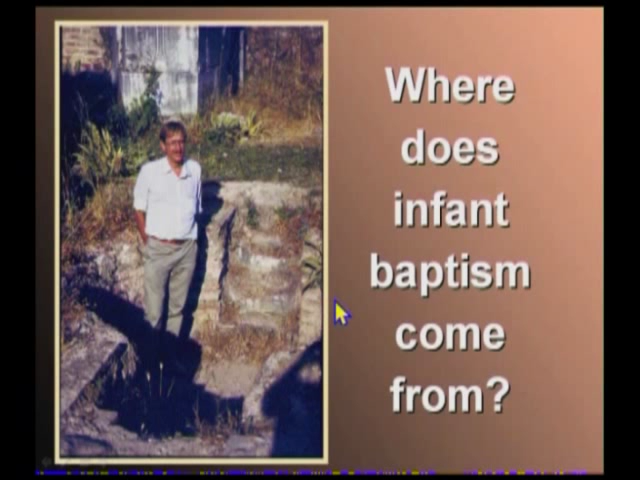 Where
does
infant
baptism
come
from?